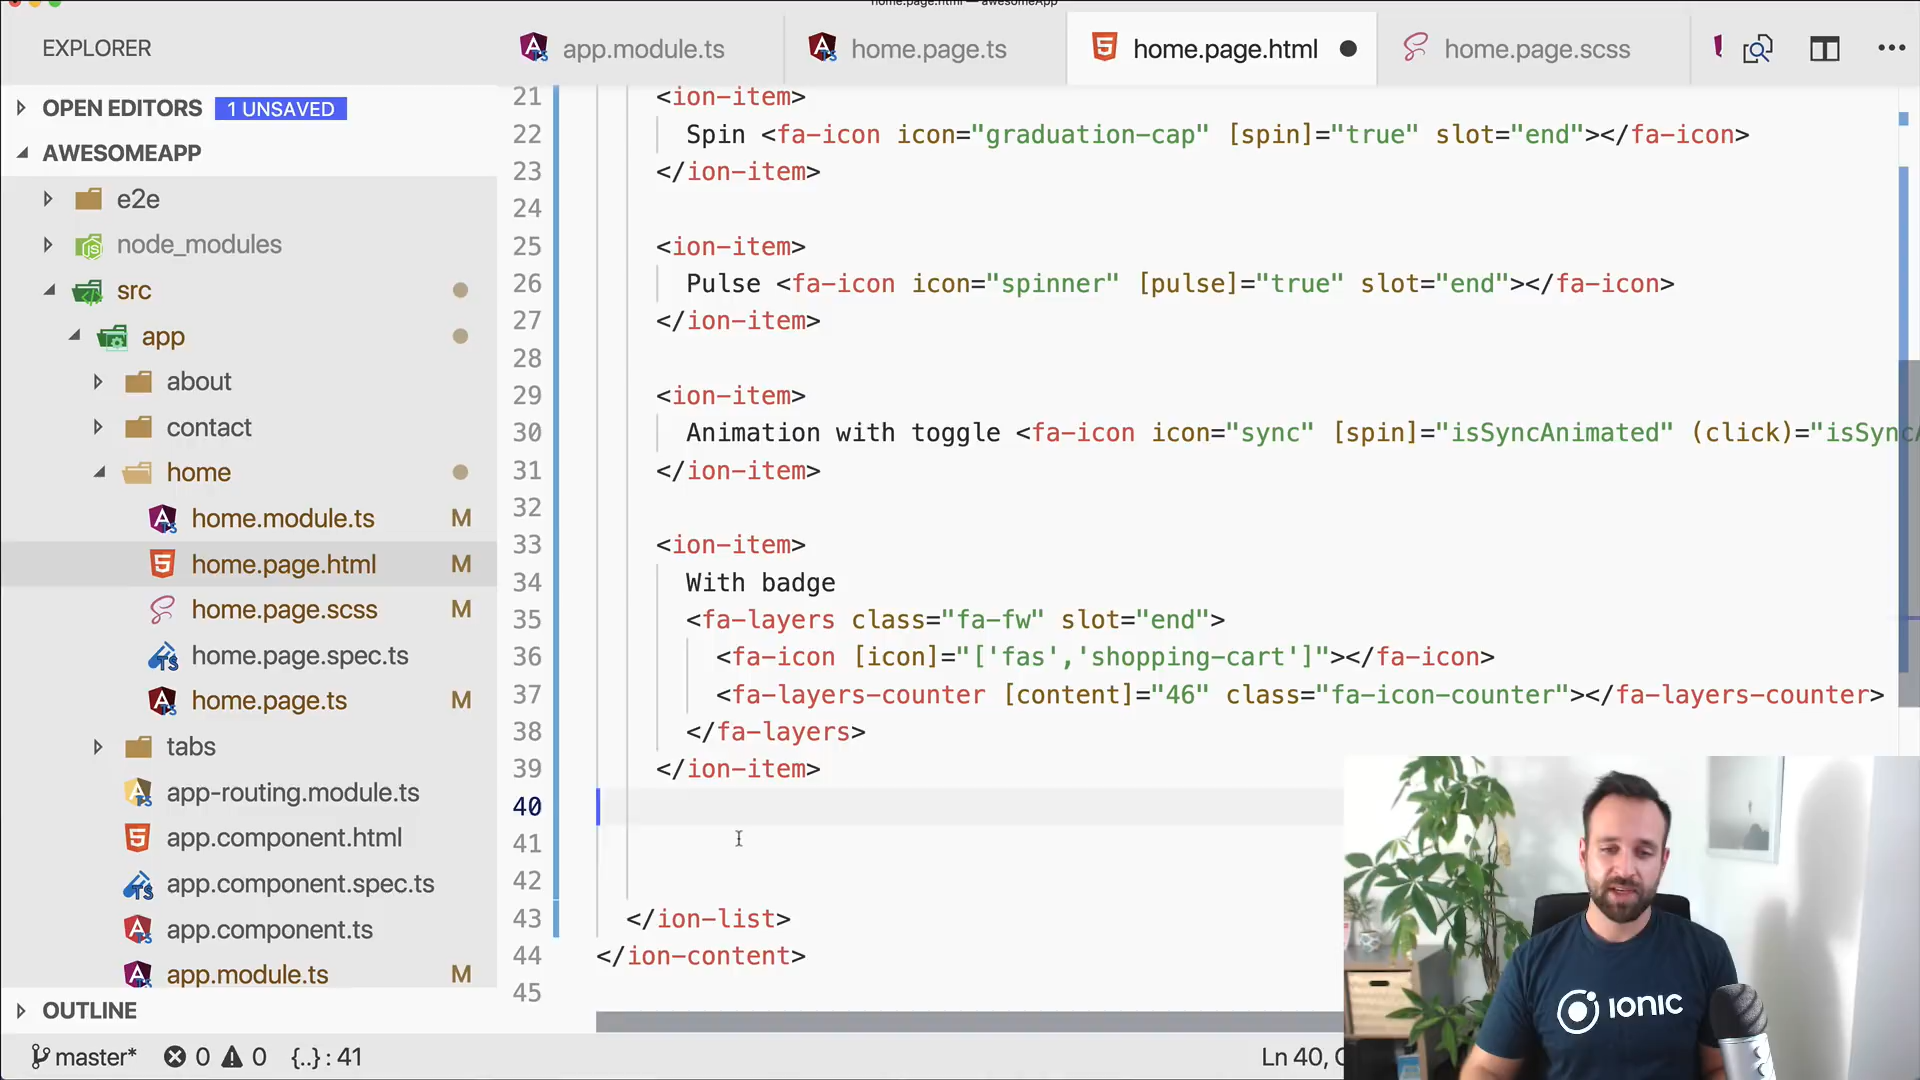 home.page.html — awesomeApp
EXPLORER
app.module.ts
home.page.ts
home.page.html
home.page.scss
OPEN EDITORS 1 UNSAVED
AWESOMEAPP
e2e
node_modules
src
app
about
contact
home
home.module.ts M
home.page.html M
home.page.scss M
home.page.spec.ts
home.page.ts M
tabs
app-routing.module.ts
app.component.html
app.component.spec.ts
app.component.ts
app.module.ts M
OUTLINE
21 <ion-item>
22 Spin <fa-icon icon="graduation-cap" [spin]="true" slot="end"></fa-icon>
23 </ion-item>
24
25 <ion-item>
26 Pulse <fa-icon icon="spinner" [pulse]="true" slot="end"></fa-icon>
27 </ion-item>
28
29 <ion-item>
30 Animation with toggle <fa-icon icon="sync" [spin]="isSyncAnimated" (click)="isSyncA
31 </ion-item>
32
33 <ion-item>
34 With badge
35 <fa-layers class="fa-fw" slot="end">
36 <fa-icon [icon]="['fas','shopping-cart']"></fa-icon>
37 <fa-layers-counter [content]="46" class="fa-icon-counter"></fa-layers-counter>
38 </fa-layers>
39 </ion-item>
40
41
42
43 </ion-list>
44 </ion-content>
45
master* 0 0 {..} : 41
Ln 40,
IONIC